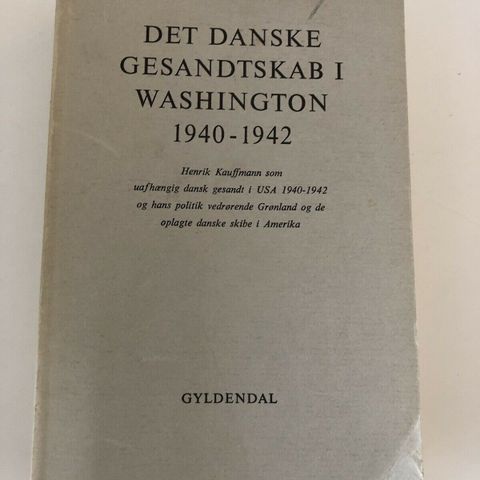 DET DANSKE
GESANDTSKAB I
WASHINGTON
1940-1942
Henrik Kauffmann som
uafhængig dansk gesandt i USA 1940-1942
og hans politik vedrørende Grønland og de
oplagte danske skibe i Amerika
GYLDENDAL